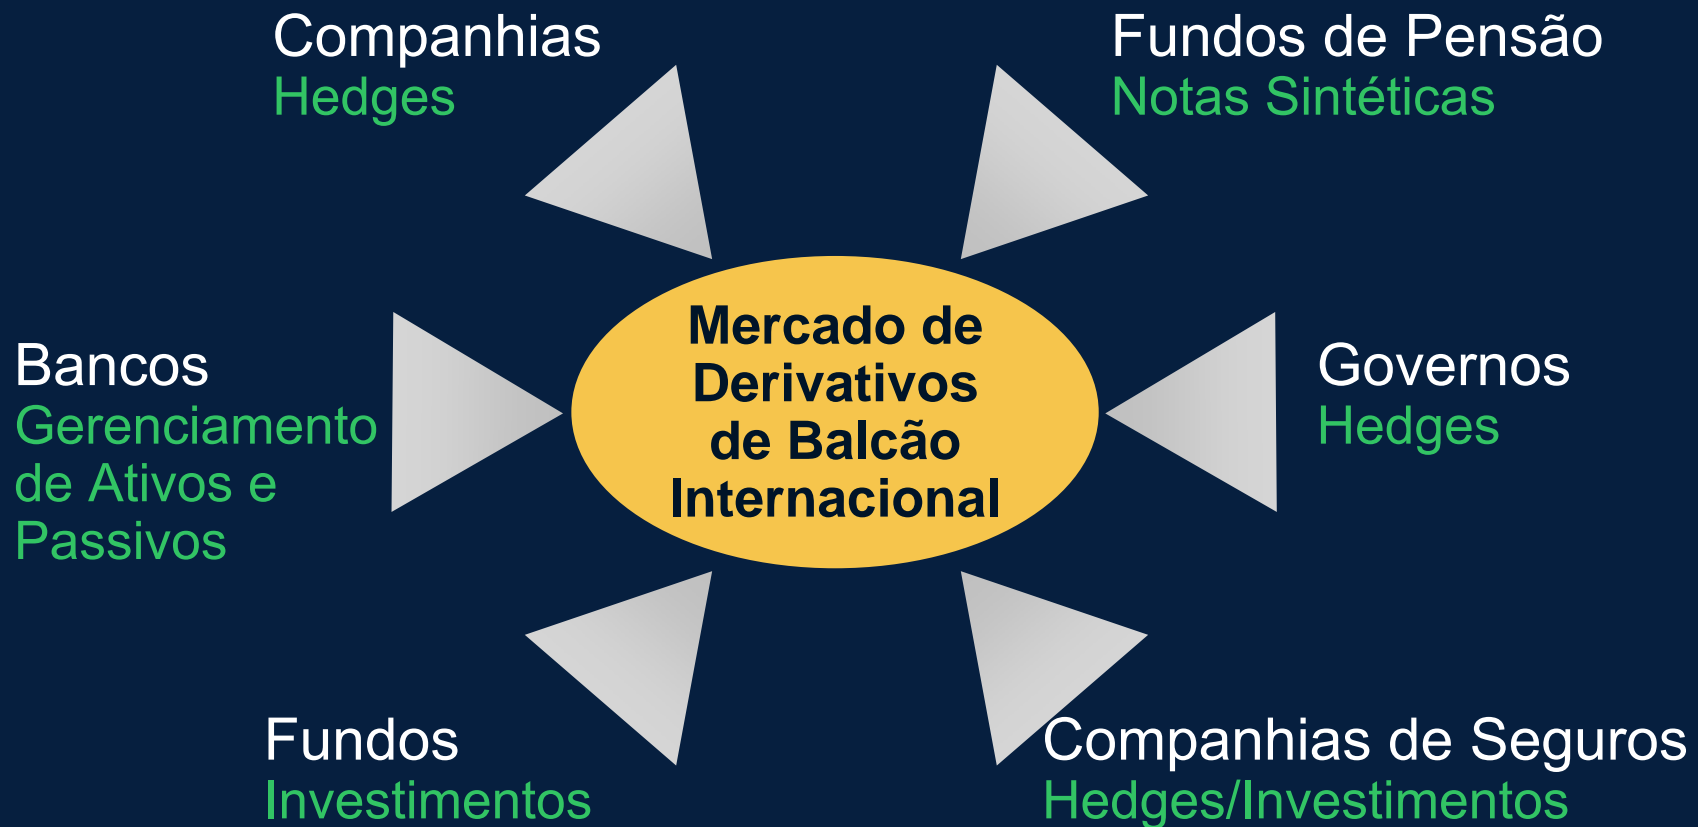 Companhias
Hedges
Fundos de Pensão
Notas Sintéticas
Bancos
Gerenciamento
de Ativos e
Passivos
Mercado de
Derivativos
de Balcão
Internacional
Governos
Hedges
Fundos
Investimentos
Companhias de Seguros
Hedges/Investimentos